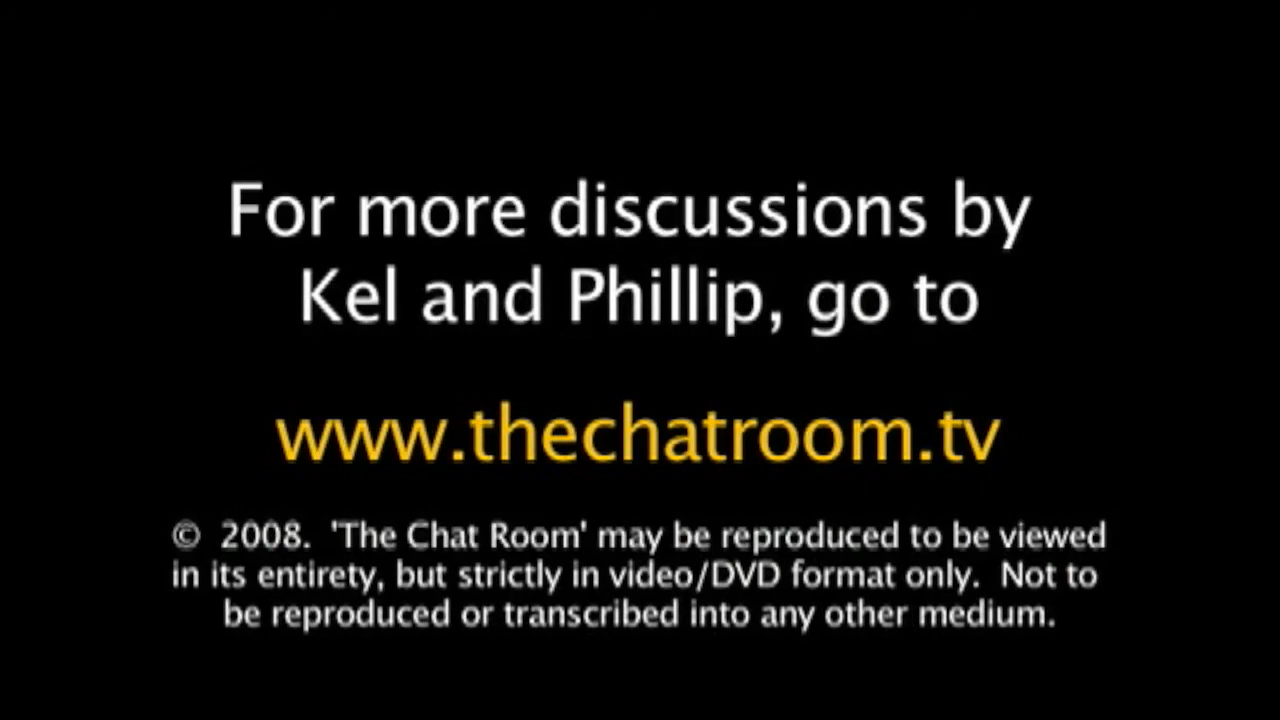 For more discussions by
Kel and Phillip, go to
www.thechatroom.tv
© 2008. 'The Chat Room' may be reproduced to be viewed
in its entirety, but strictly in video/DVD format only. Not to
be reproduced or transcribed into any other medium.